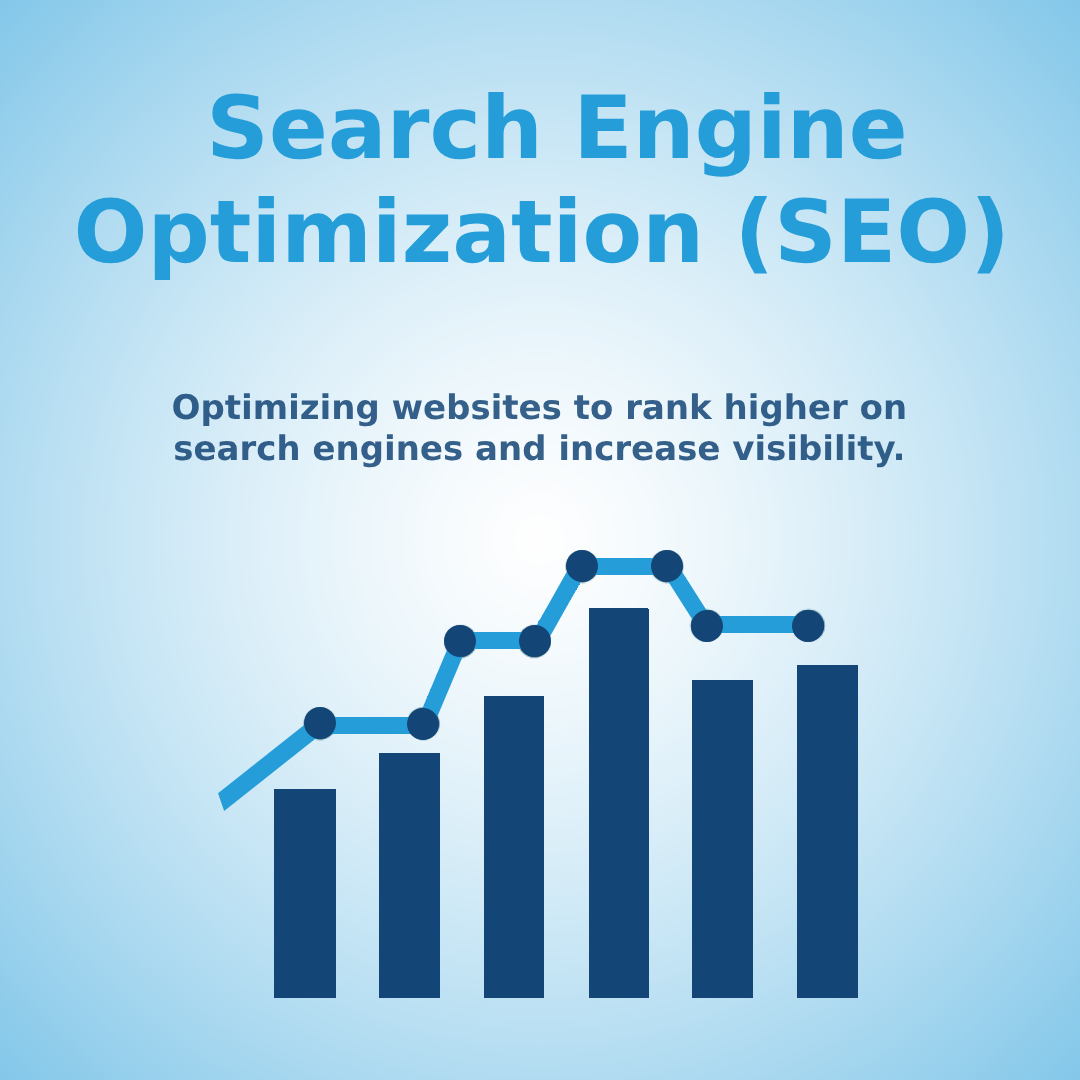 Search Engine
Optimization (SEO)
Optimizing websites to rank higher on
search engines and increase visibility.